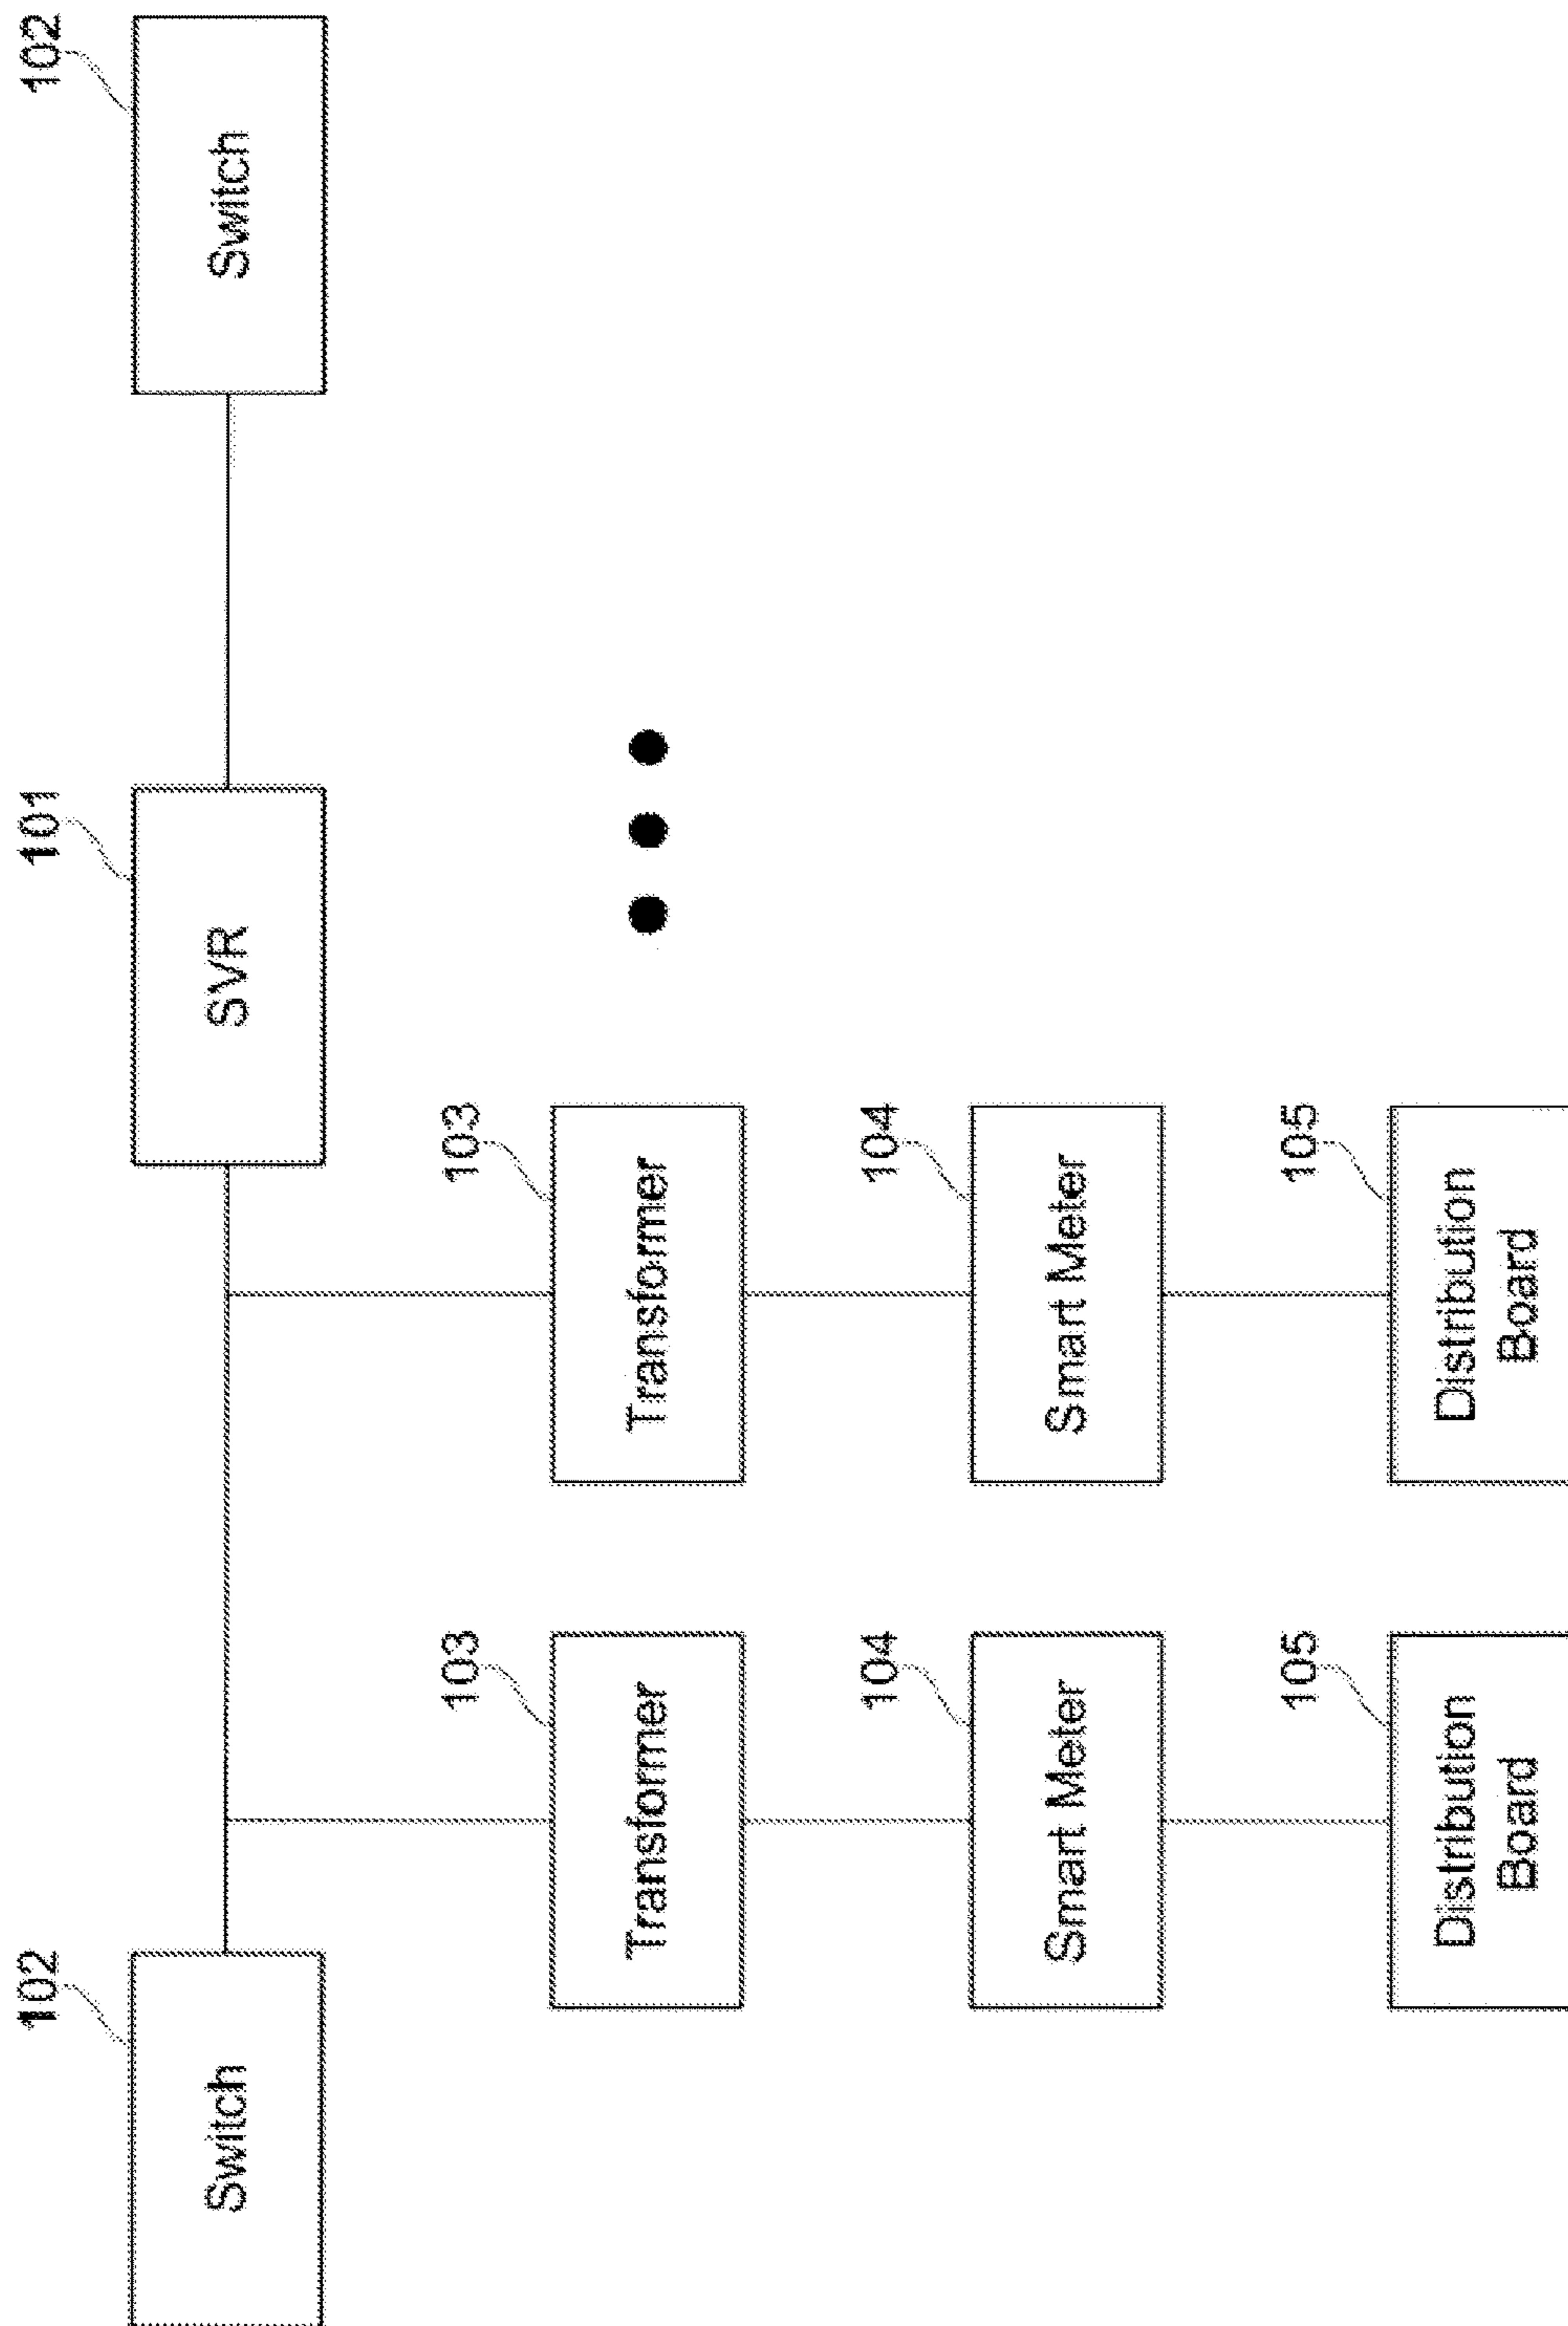 102
101
102
Switch
SVR
Switch
103
103
Transformer
Transformer
104
104
Smart Meter
Smart Meter
105
105
Distribution
Board
Distribution
Board